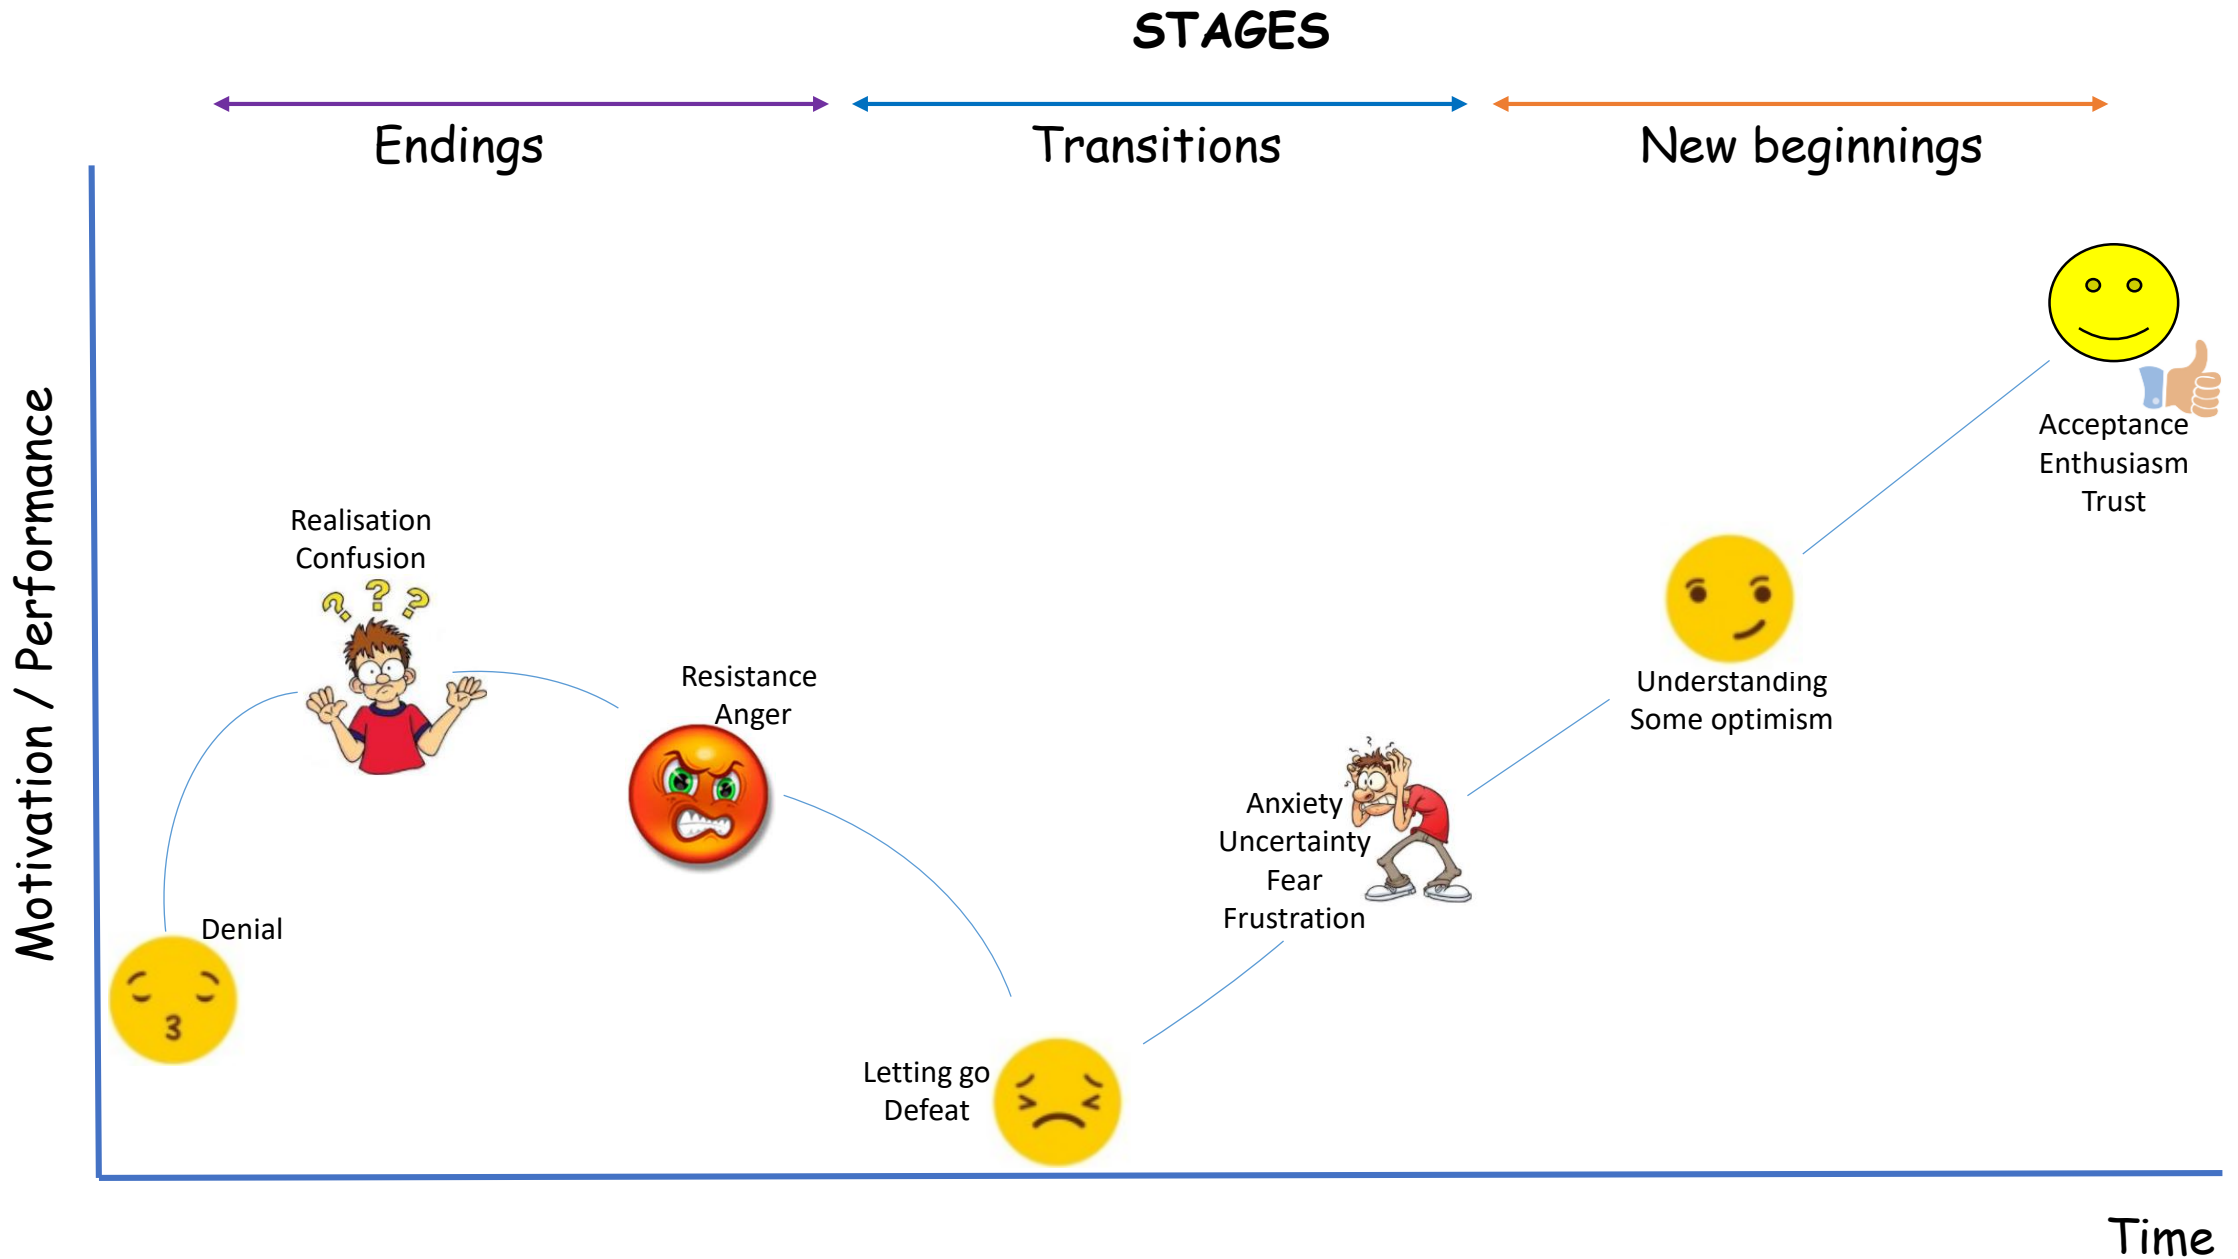 STAGES
Endings
Transitions
New beginnings
Motivation / Performance
Realisation
Confusion
? ? ?
Resistance
Anger
Denial
Letting go
Defeat
Anxiety
Uncertainty
Fear
Frustration
Understanding
Some optimism
Acceptance
Enthusiasm
Trust
Time